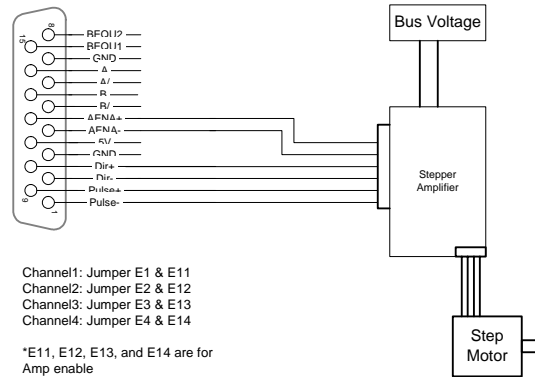 8
15
BEQU2
BEQU1
GND
A
A/
B
B/
AENA+
AENA-
5V
GND
Dir+
Dir-
Pulse+
Pulse-
9
1
Bus Voltage
Stepper
Amplifier
Step
Motor
Channel1: Jumper E1 & E11
Channel2: Jumper E2 & E12
Channel3: Jumper E3 & E13
Channel4: Jumper E4 & E14
*E11, E12, E13, and E14 are for
Amp enable